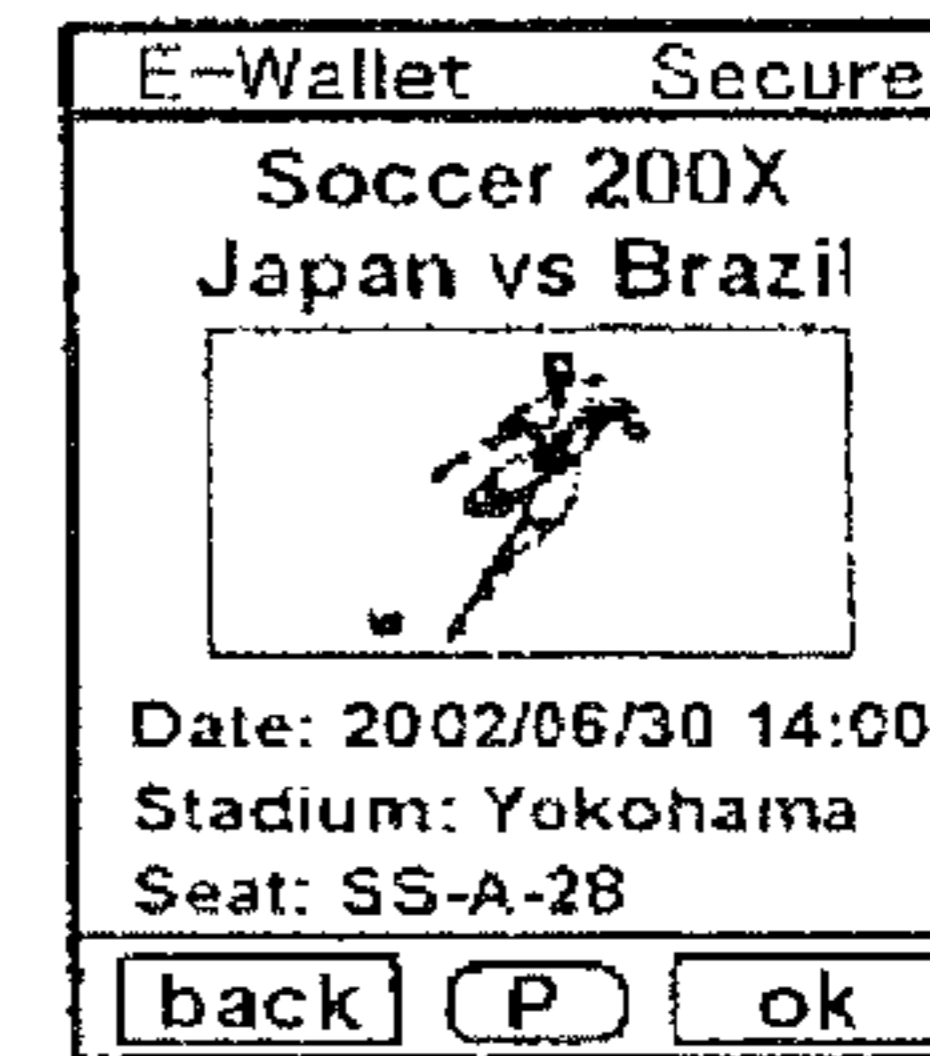 E-Wallet Secure
Soccer 200X
Japan vs Brazil
Date: 2002/06/30 14:00
Stadium: Yokohama
Seat: SS-A-28
back P ok